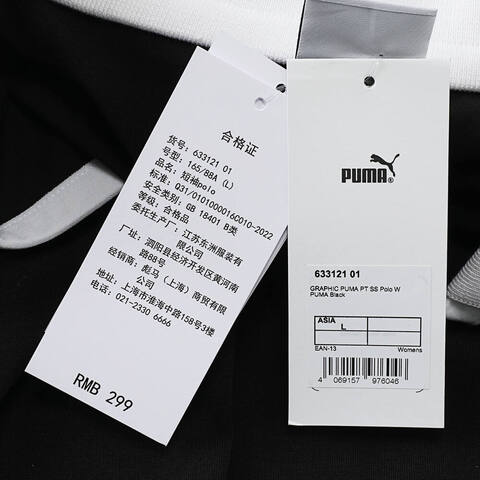 合格证
货号: 633121 01
号型: 165/88A (L)
品名: 短袖polo
标准: Q31/0101000016C010-2022
安全类别: GB 18401 B类
等级: 合格品
委托生产厂: 江苏东洲服装有限公司
厂址: 泗阳县经济开发区黄河南路88号
经销商: 彪马(上海)商贸有限公司
地址: 上海市淮海中路158号3楼
电话: 021-2330 6666
RMB 299
PUMA
633121 01
GRAPHIC PUMA PT SS Polo W
PUMA Black
ASIA
L
EAN-13 Womens
4 069157 976046